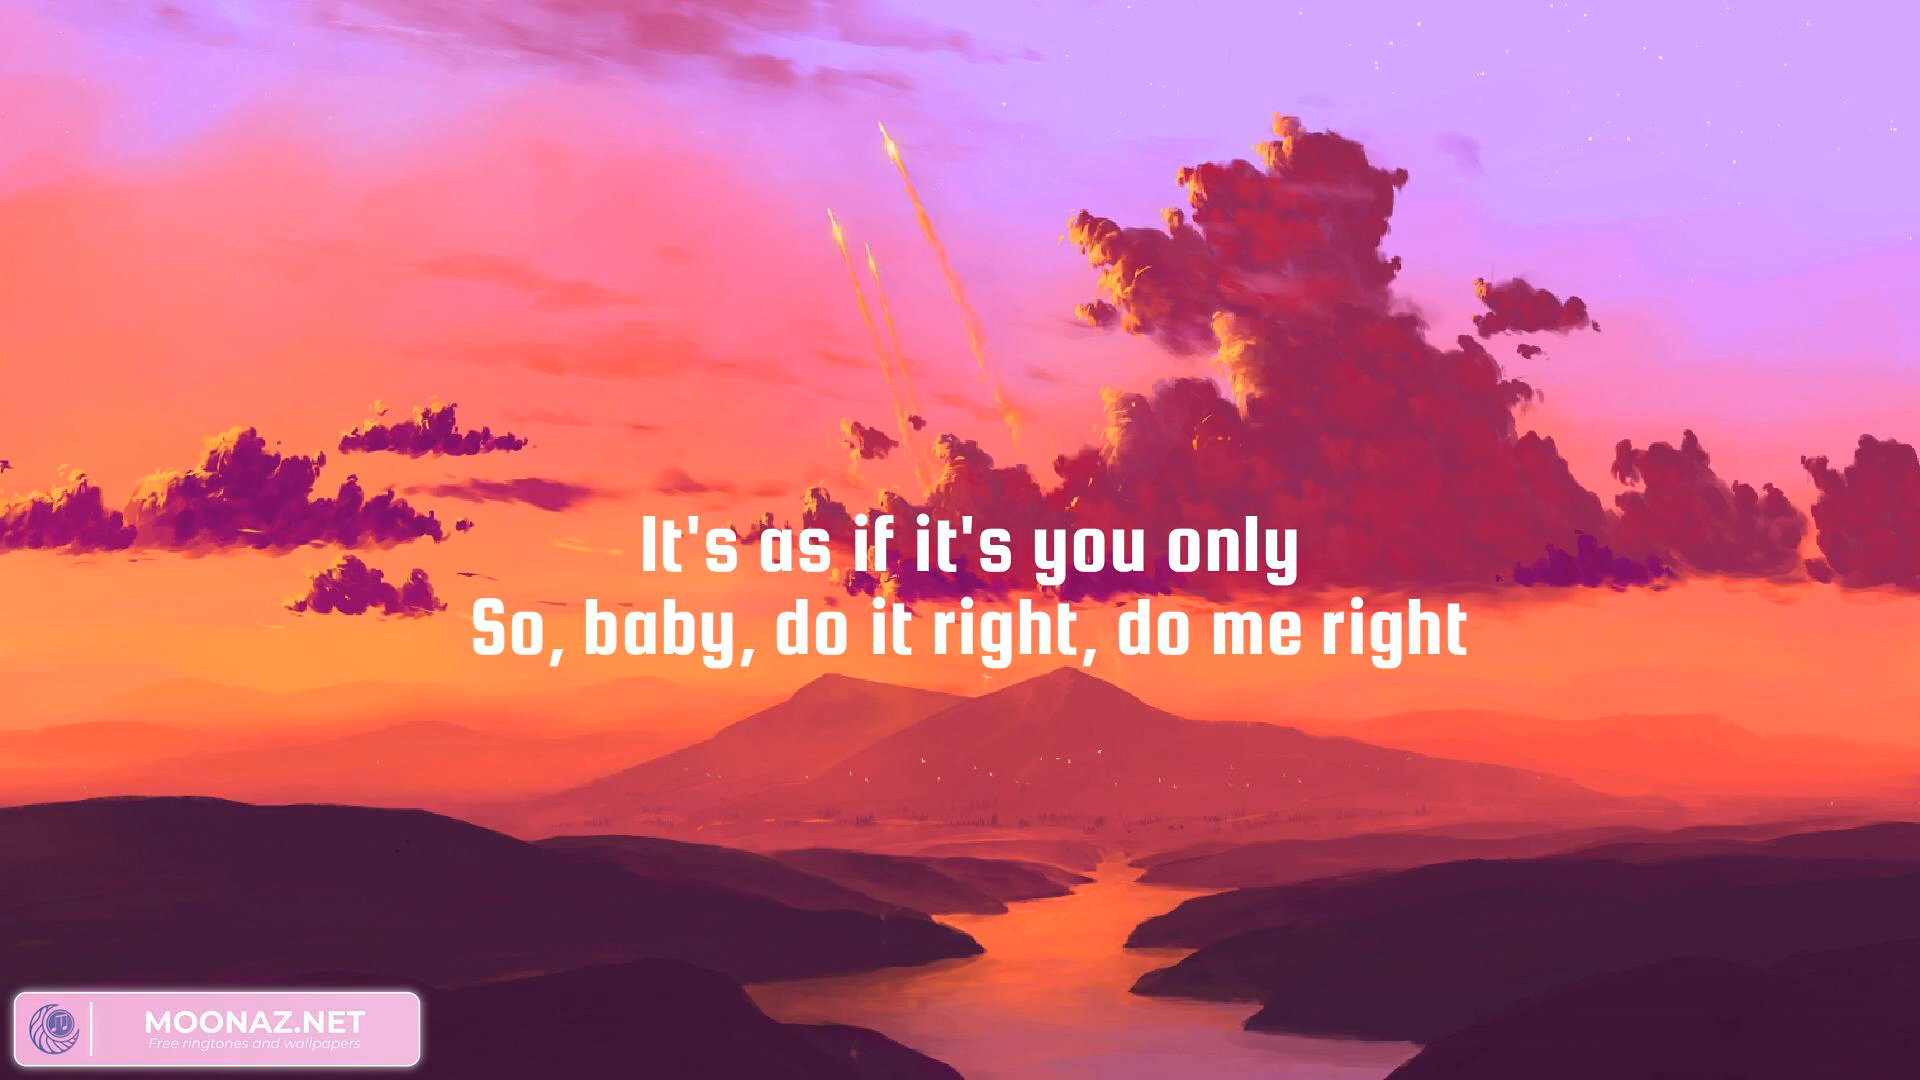 It's as if it's you only
So, baby, do it right, do me right
MOONAZ.NET
Free ringtones and wallpapers